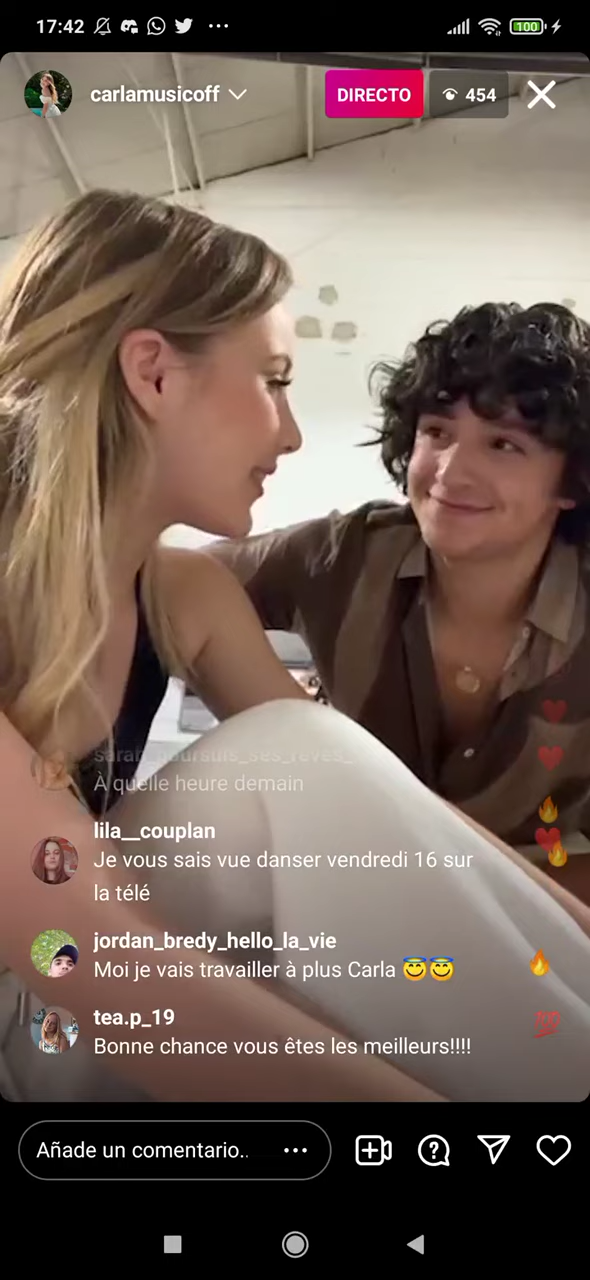 17:42
100
carlamusicoff
DIRECTO
454
À quelle heure demain
lila__couplan
Je vous sais vue danser vendredi 16 sur
la télé
jordan_bredy_hello_la_vie
Moi je vais travailler à plus Carla 😇😇
tea.p_19
Bonne chance vous êtes les meilleurs!!!!
💯
Añade un comentario..